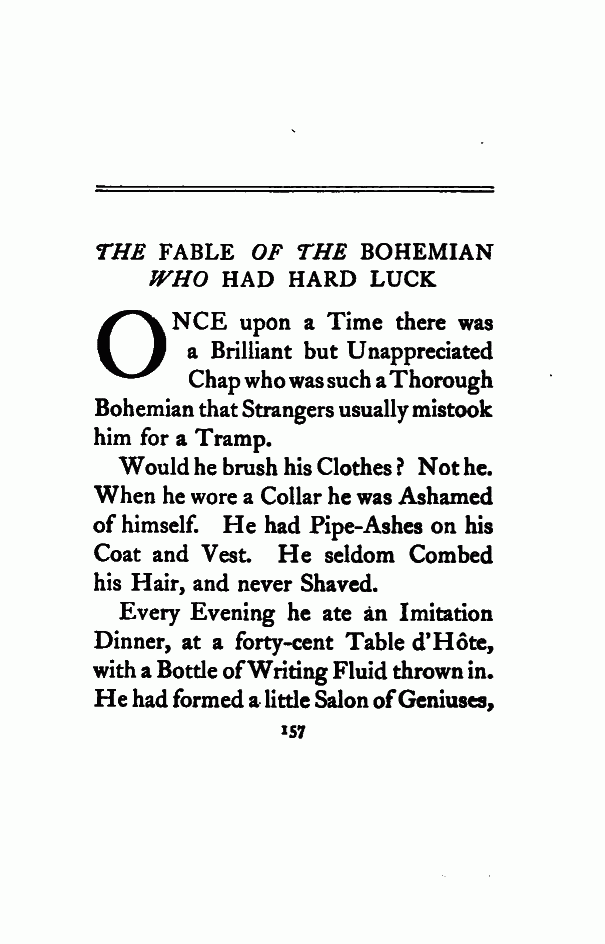 THE FABLE OF THE BOHEMIAN
WHO HAD HARD LUCK
ONCE upon a Time there was
a Brilliant but Unappreciated
Chap who was such a Thorough
Bohemian that Strangers usually mistook
him for a Tramp.
Would he brush his Clothes? Not he.
When he wore a Collar he was Ashamed
of himself. He had Pipe-Ashes on his
Coat and Vest. He seldom Combed
his Hair, and never Shaved.
Every Evening he ate an Imitation
Dinner, at a forty-cent Table d'Hôte,
with a Bottle of Writing Fluid thrown in.
He had formed a little Salon of Geniuses,
157